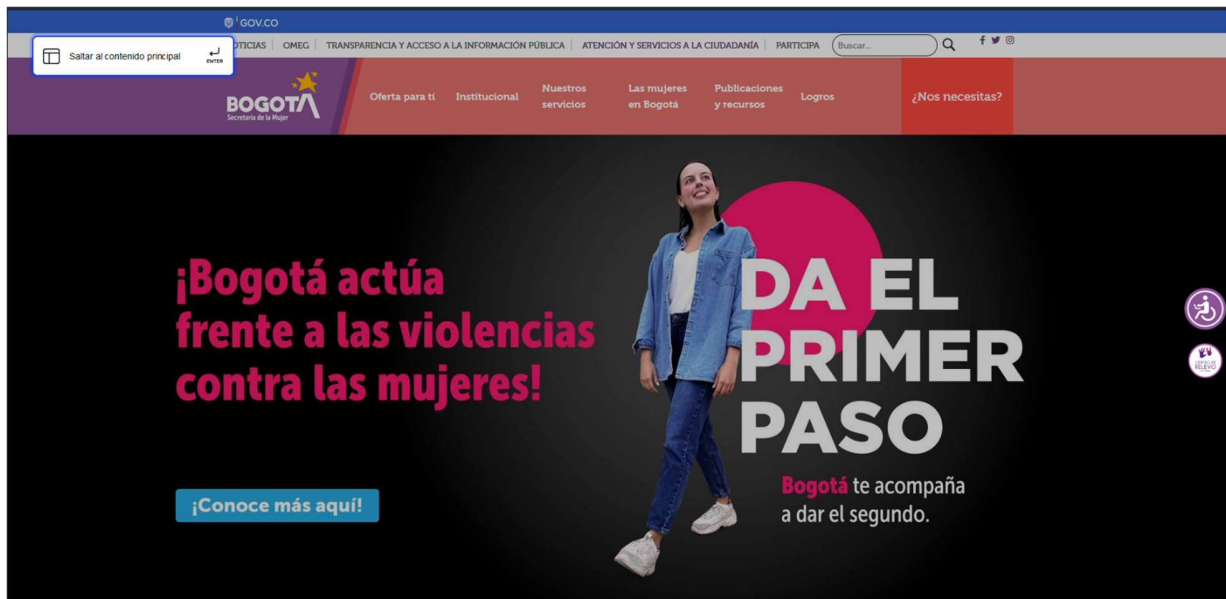 GOV.CO
Saltar al contenido principal
ENTER
OTICIAS
OMEG
TRANSPARENCIA Y ACCESO A LA INFORMACIÓN PÚBLICA
ATENCIÓN Y SERVICIOS A LA CIUDADANÍA
PARTICIPA
Buscar...
BOGOTÁ
Secretaría de la Mujer
Oferta para ti
Institucional
Nuestros
servicios
Las mujeres
en Bogotá
Publicaciones
y recursos
Logros
¿Nos necesitas?
¡Bogotá actúa
frente a las violencias
contra las mujeres!
¡Conoce más aquí!
DA EL
PRIMER
PASO
Bogotá te acompaña
a dar el segundo.
RELEVO